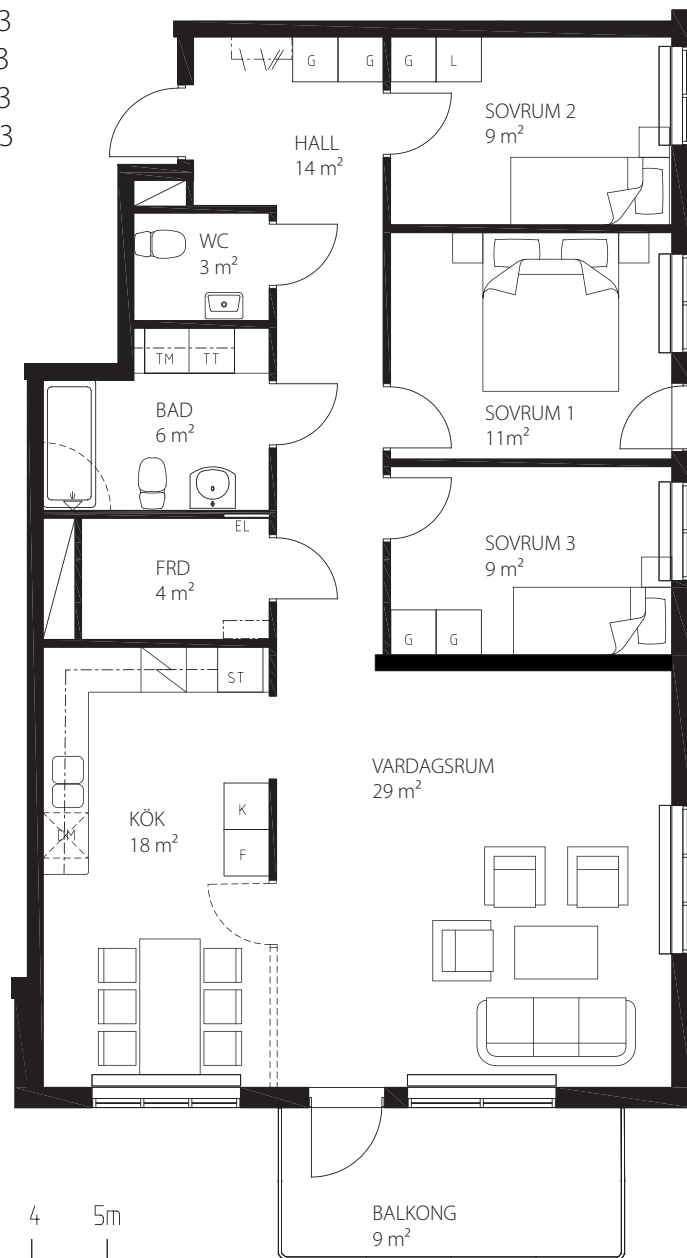 3
3
3
3
G
G
G
L
SOVRUM 2
9 m²
HALL
14 m²
WC
3 m²
TM
TT
BAD
6 m²
SOVRUM 1
11m²
EL
FRD
4 m²
SOVRUM 3
9 m²
G
G
ST
VARDAGSRUM
29 m²
K
KÖK
18 m²
DM
F
4
5m
BALKONG
9 m²